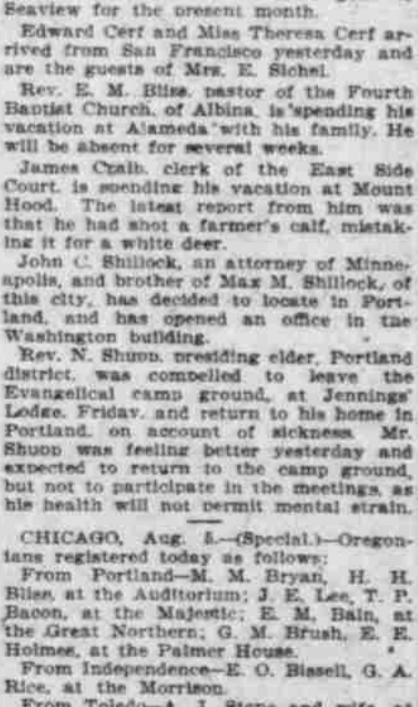 Seaview for the present month.
Edward Cerf and Miss Theresa Cerf ar-
rived from San Francisco yesterday and
are the guests of Mrs. E. Sichel.
Rev. E. M. Bliss, pastor of the Fourth
Baptist Church, of Albina, is spending his
vacation at Alameda with his family. He
will be absent for several weeks.
James Czalb, clerk of the East Side
Court, is spending his vacation at Mount
Hood. The latest report from him was
that he had shot a farmer's calf, mistak-
ing it for a white deer.
John C. Shillock, an attorney of Minne-
apolis, and brother of Max M. Shillock, of
this city, has decided to locate in Port-
land, and has opened an office in the
Washington building.
Rev. N. Shupp, presiding elder, Portland
district, was compelled to leave the
Evangelical camp ground, at Jennings'
Lodge, Friday, and return to his home in
Portland, on account of sickness. Mr.
Shupp was feeling better yesterday and
expected to return to the camp ground,
but not to participate in the meetings, as
his health will not permit mental strain.
CHICAGO, Aug. 5.—(Special.)—Oregon-
ians registered today as follows:
From Portland—M. M. Bryan, H. H.
Bliss, at the Auditorium; J. E. Lee, T. P.
Bacon, at the Majestic; E. M. Bain, at
the Great Northern; G. M. Brush, E. E.
Holmes, at the Palmer House.
From Independence—E. O. Bissell, G. A.
Rice, at the Morrison.
From Toledo—A. J. Stone and wife, at